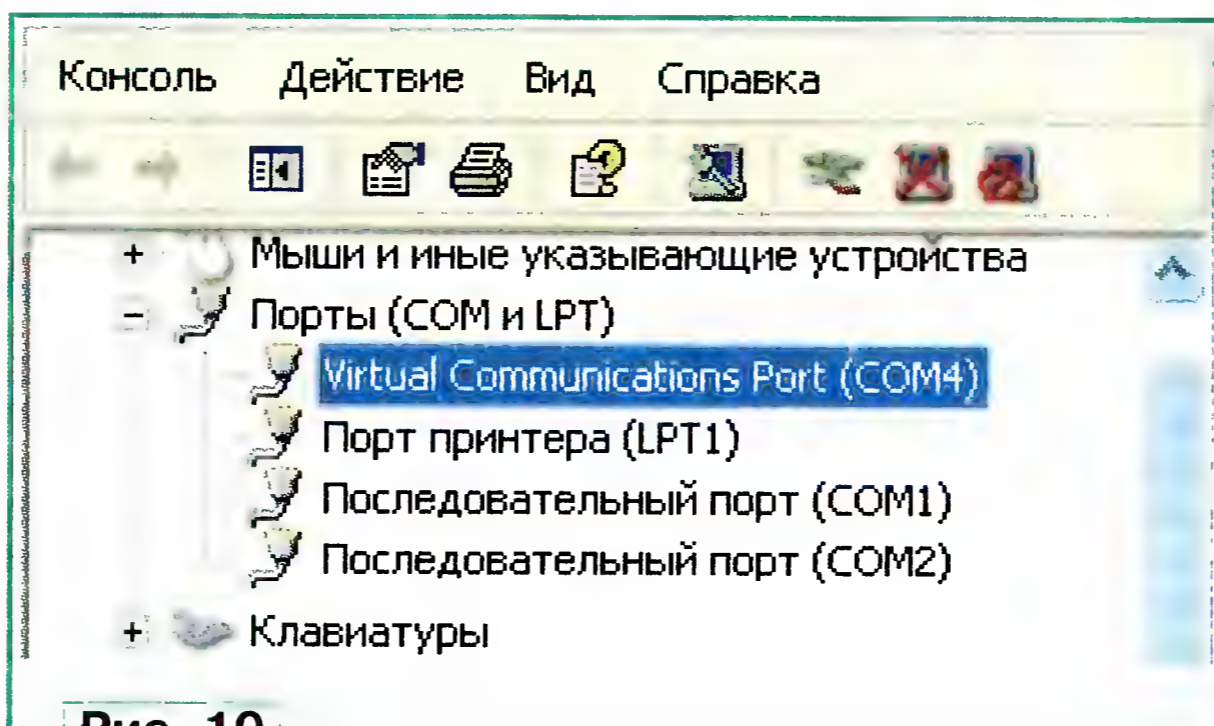 Консоль Действие Вид Справка
+ Мыши и иные указывающие устройства
- Порты (COM и LPT)
Virtual Communications Port (COM4)
Порт принтера (LPT1)
Последовательный порт (COM1)
Последовательный порт (COM2)
+ Клавиатуры
Рис. 10